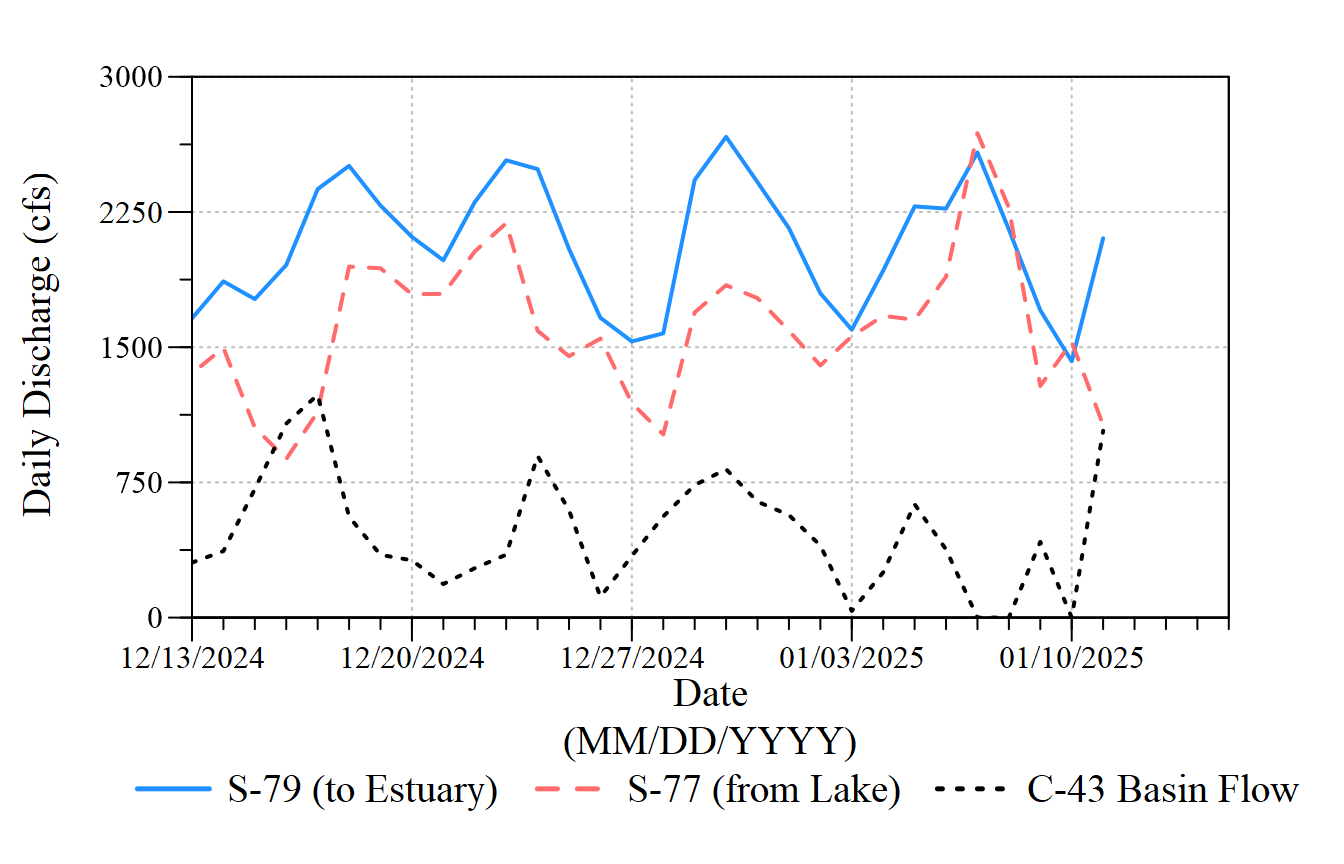 3000
2250
1500
750
0
Daily Discharge (cfs)
12/13/2024 12/20/2024 12/27/2024 01/03/2025 01/10/2025
Date
(MM/DD/YYYY)
S-79 (to Estuary) S-77 (from Lake) C-43 Basin Flow